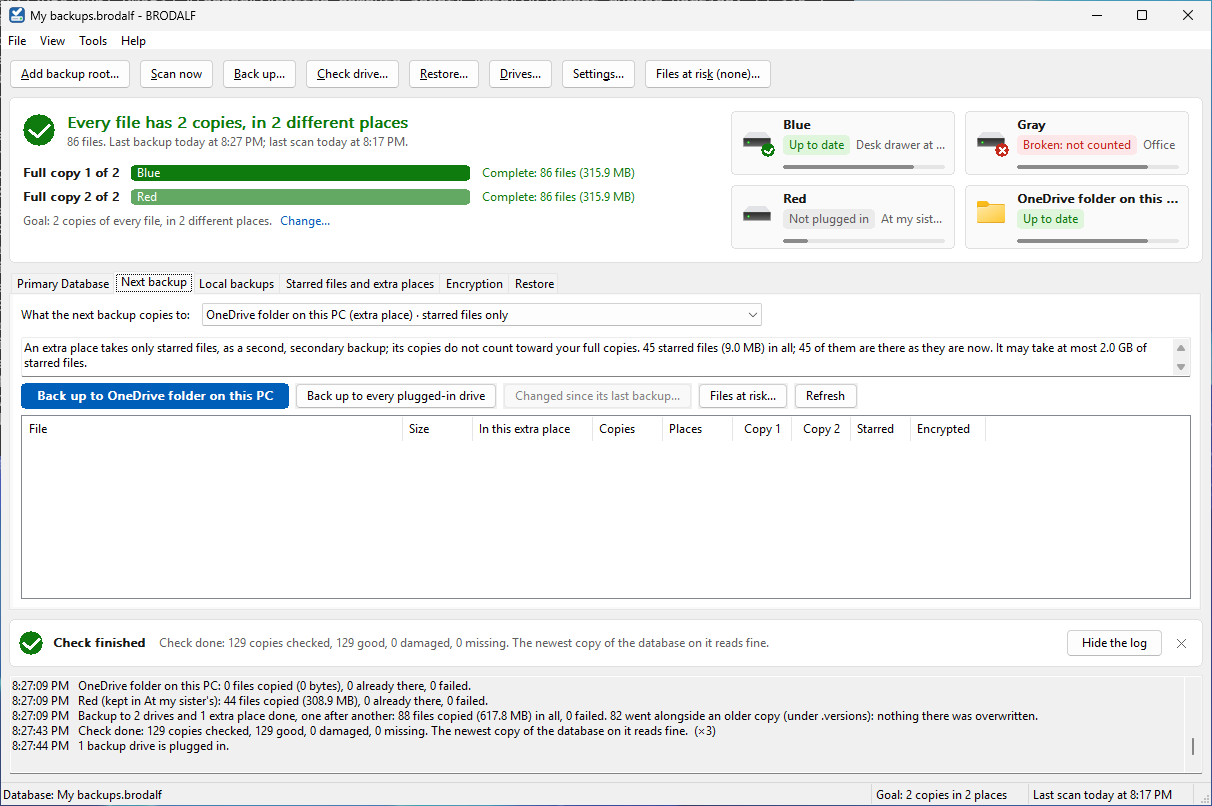 My backups.brodalf - BRODALF
File View Tools Help
Add backup root... Scan now Back up... Check drive... Restore... Drives... Settings... Files at risk (none)...
Every file has 2 copies, in 2 different places
86 files. Last backup today at 8:27 PM; last scan today at 8:17 PM.
Full copy 1 of 2 Blue Complete: 86 files (315.9 MB)
Full copy 2 of 2 Red Complete: 86 files (315.9 MB)
Goal: 2 copies of every file, in 2 different places. Change...
Blue
Up to date Desk drawer at ...
Gray
Broken: not counted Office
Red
Not plugged in At my sist...
OneDrive folder on this ...
Up to date
Primary Database Next backup Local backups Starred files and extra places Encryption Restore
What the next backup copies to: OneDrive folder on this PC (extra place) · starred files only
An extra place takes only starred files, as a second, secondary backup; its copies do not count toward your full copies. 45 starred files (9.0 MB) in all; 45 of them are there as they are now. It may take at most 2.0 GB of
starred files.
Back up to OneDrive folder on this PC Back up to every plugged-in drive Changed since its last backup... Files at risk... Refresh
File Size In this extra place Copies Places Copy 1 Copy 2 Starred Encrypted
Check finished Check done: 129 copies checked, 129 good, 0 damaged, 0 missing. The newest copy of the database on it reads fine. Hide the log
8:27:09 PM OneDrive folder on this PC: 0 files copied (0 bytes), 0 already there, 0 failed.
8:27:09 PM Red (kept in At my sister's): 44 files copied (308.9 MB), 0 already there, 0 failed.
8:27:09 PM Backup to 2 drives and 1 extra place done, one after another: 88 files copied (617.8 MB) in all, 0 failed. 82 went alongside an older copy (under .versions): nothing there was overwritten.
8:27:43 PM Check done: 129 copies checked, 129 good, 0 damaged, 0 missing. The newest copy of the database on it reads fine. (×3)
8:27:44 PM 1 backup drive is plugged in.
Database: My backups.brodalf Goal: 2 copies in 2 places Last scan today at 8:17 PM